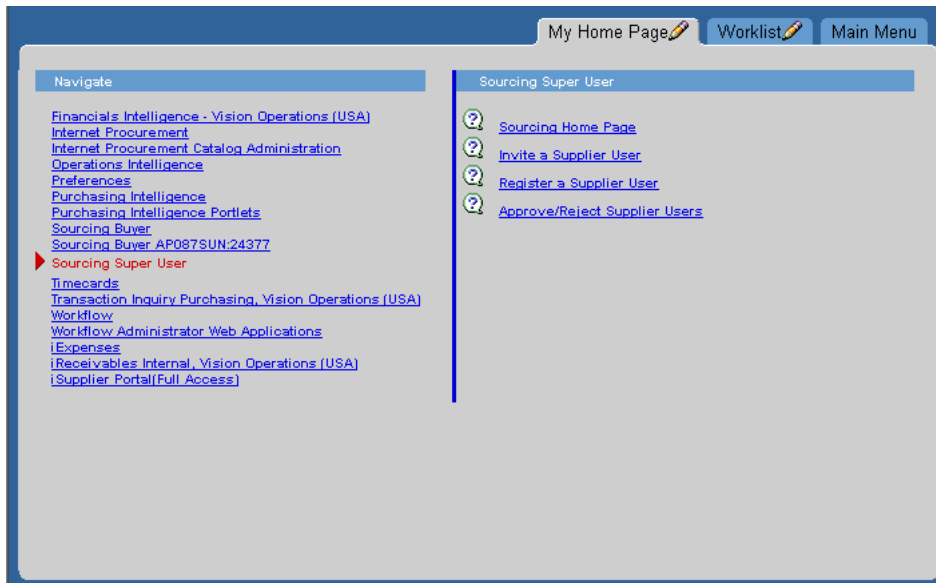 My Home Page
Worklist
Main Menu
Navigate
Financials Intelligence - Vision Operations (USA)
Internet Procurement
Internet Procurement Catalog Administration
Operations Intelligence
Preferences
Purchasing Intelligence
Purchasing Intelligence Portlets
Sourcing Buyer
Sourcing Buyer AP087SUN:24377
Sourcing Super User
Timecards
Transaction Inquiry Purchasing, Vision Operations (USA)
Workflow
Workflow Administrator Web Applications
iExpenses
iReceivables Internal, Vision Operations (USA)
iSupplier Portal(Full Access)
Sourcing Super User
Sourcing Home Page
Invite a Supplier User
Register a Supplier User
Approve/Reject Supplier Users